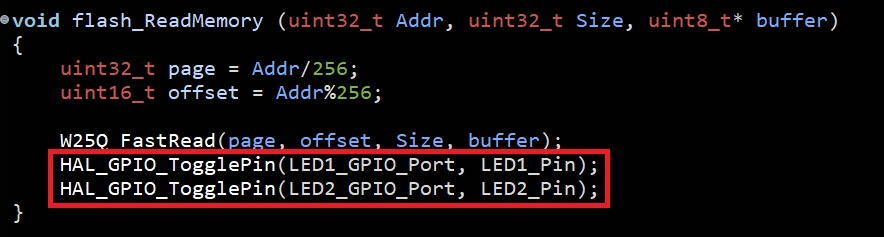 void flash_ReadMemory (uint32_t Addr, uint32_t Size, uint8_t* buffer)
{
uint32_t page = Addr/256;
uint16_t offset = Addr%256;
W25Q_FastRead(page, offset, Size, buffer);
HAL_GPIO_TogglePin(LED1_GPIO_Port, LED1_Pin);
HAL_GPIO_TogglePin(LED2_GPIO_Port, LED2_Pin);
}